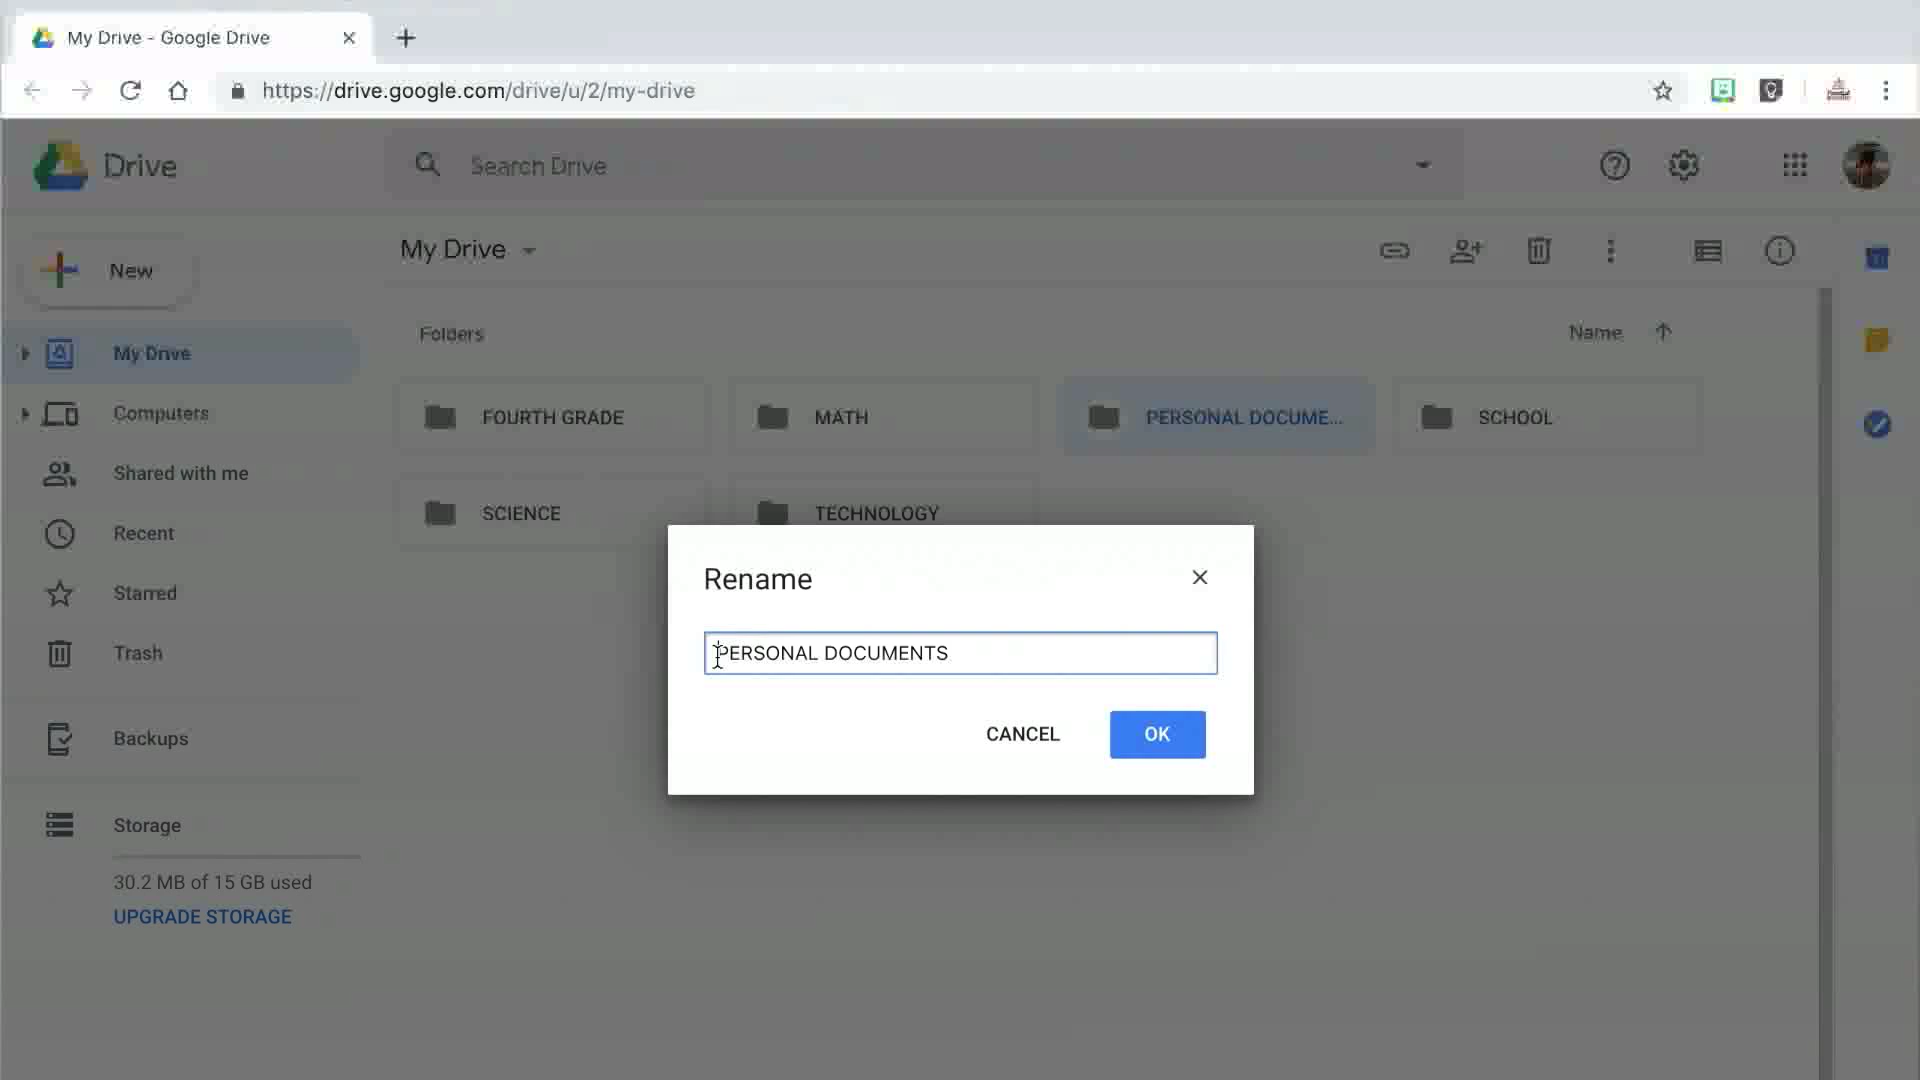 My Drive - Google Drive
https://drive.google.com/drive/u/2/my-drive
Drive
Search Drive
New
My Drive
My Drive
Computers
Shared with me
Recent
Starred
Trash
Backups
Storage
30.2 MB of 15 GB used
UPGRADE STORAGE
Folders
Name
FOURTH GRADE
MATH
PERSONAL DOCUME...
SCHOOL
SCIENCE
TECHNOLOGY
Rename
PERSONAL DOCUMENTS
CANCEL
OK